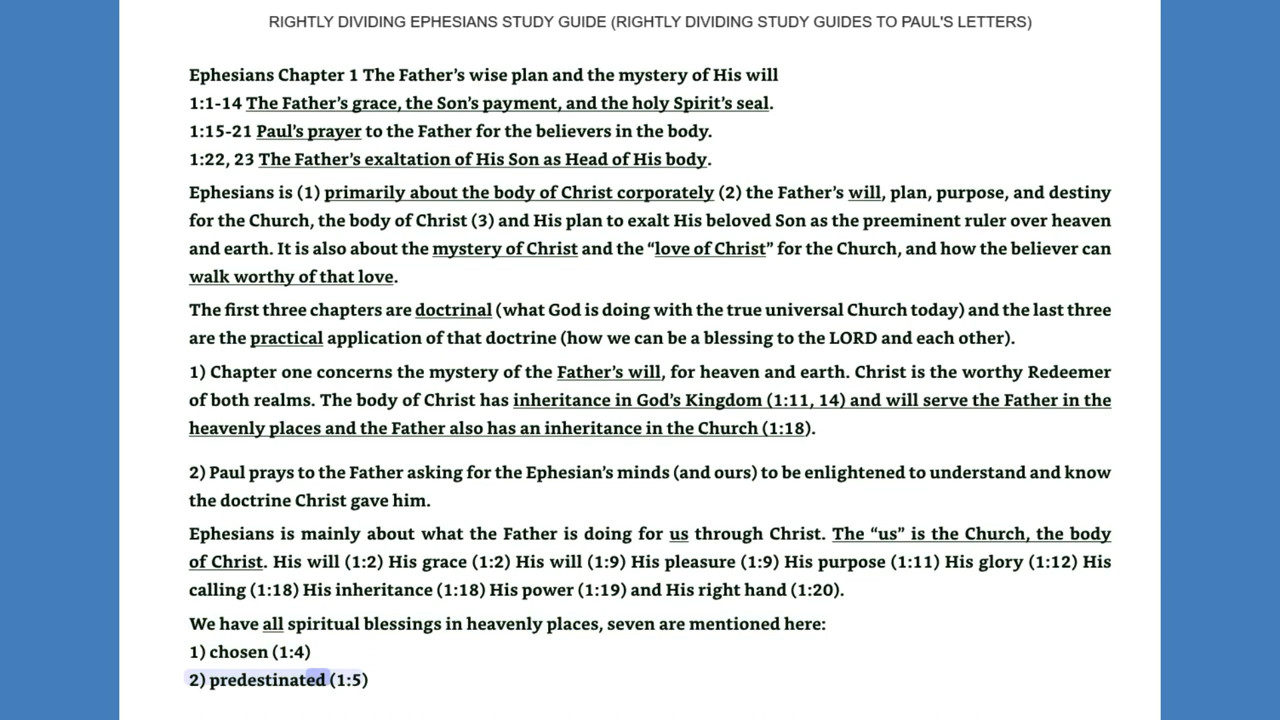 RIGHTLY DIVIDING EPHESIANS STUDY GUIDE (RIGHTLY DIVIDING STUDY GUIDES TO PAUL'S LETTERS)
Ephesians Chapter 1 The Father’s wise plan and the mystery of His will
1:1-14 The Father’s grace, the Son’s payment, and the holy Spirit’s seal.
1:15-21 Paul’s prayer to the Father for the believers in the body.
1:22, 23 The Father’s exaltation of His Son as Head of His body.
Ephesians is (1) primarily about the body of Christ corporately (2) the Father’s will, plan, purpose, and destiny
for the Church, the body of Christ (3) and His plan to exalt His beloved Son as the preeminent ruler over heaven
and earth. It is also about the mystery of Christ and the “love of Christ” for the Church, and how the believer can
walk worthy of that love.
The first three chapters are doctrinal (what God is doing with the true universal Church today) and the last three
are the practical application of that doctrine (how we can be a blessing to the LORD and each other).
1) Chapter one concerns the mystery of the Father’s will, for heaven and earth. Christ is the worthy Redeemer
of both realms. The body of Christ has inheritance in God’s Kingdom (1:11, 14) and will serve the Father in the
heavenly places and the Father also has an inheritance in the Church (1:18).
2) Paul prays to the Father asking for the Ephesian’s minds (and ours) to be enlightened to understand and know
the doctrine Christ gave him.
Ephesians is mainly about what the Father is doing for us through Christ. The “us” is the Church, the body
of Christ. His will (1:2) His grace (1:2) His will (1:9) His pleasure (1:9) His purpose (1:11) His glory (1:12) His
calling (1:18) His inheritance (1:18) His power (1:19) and His right hand (1:20).
We have all spiritual blessings in heavenly places, seven are mentioned here:
1) chosen (1:4)
2) predestinated (1:5)